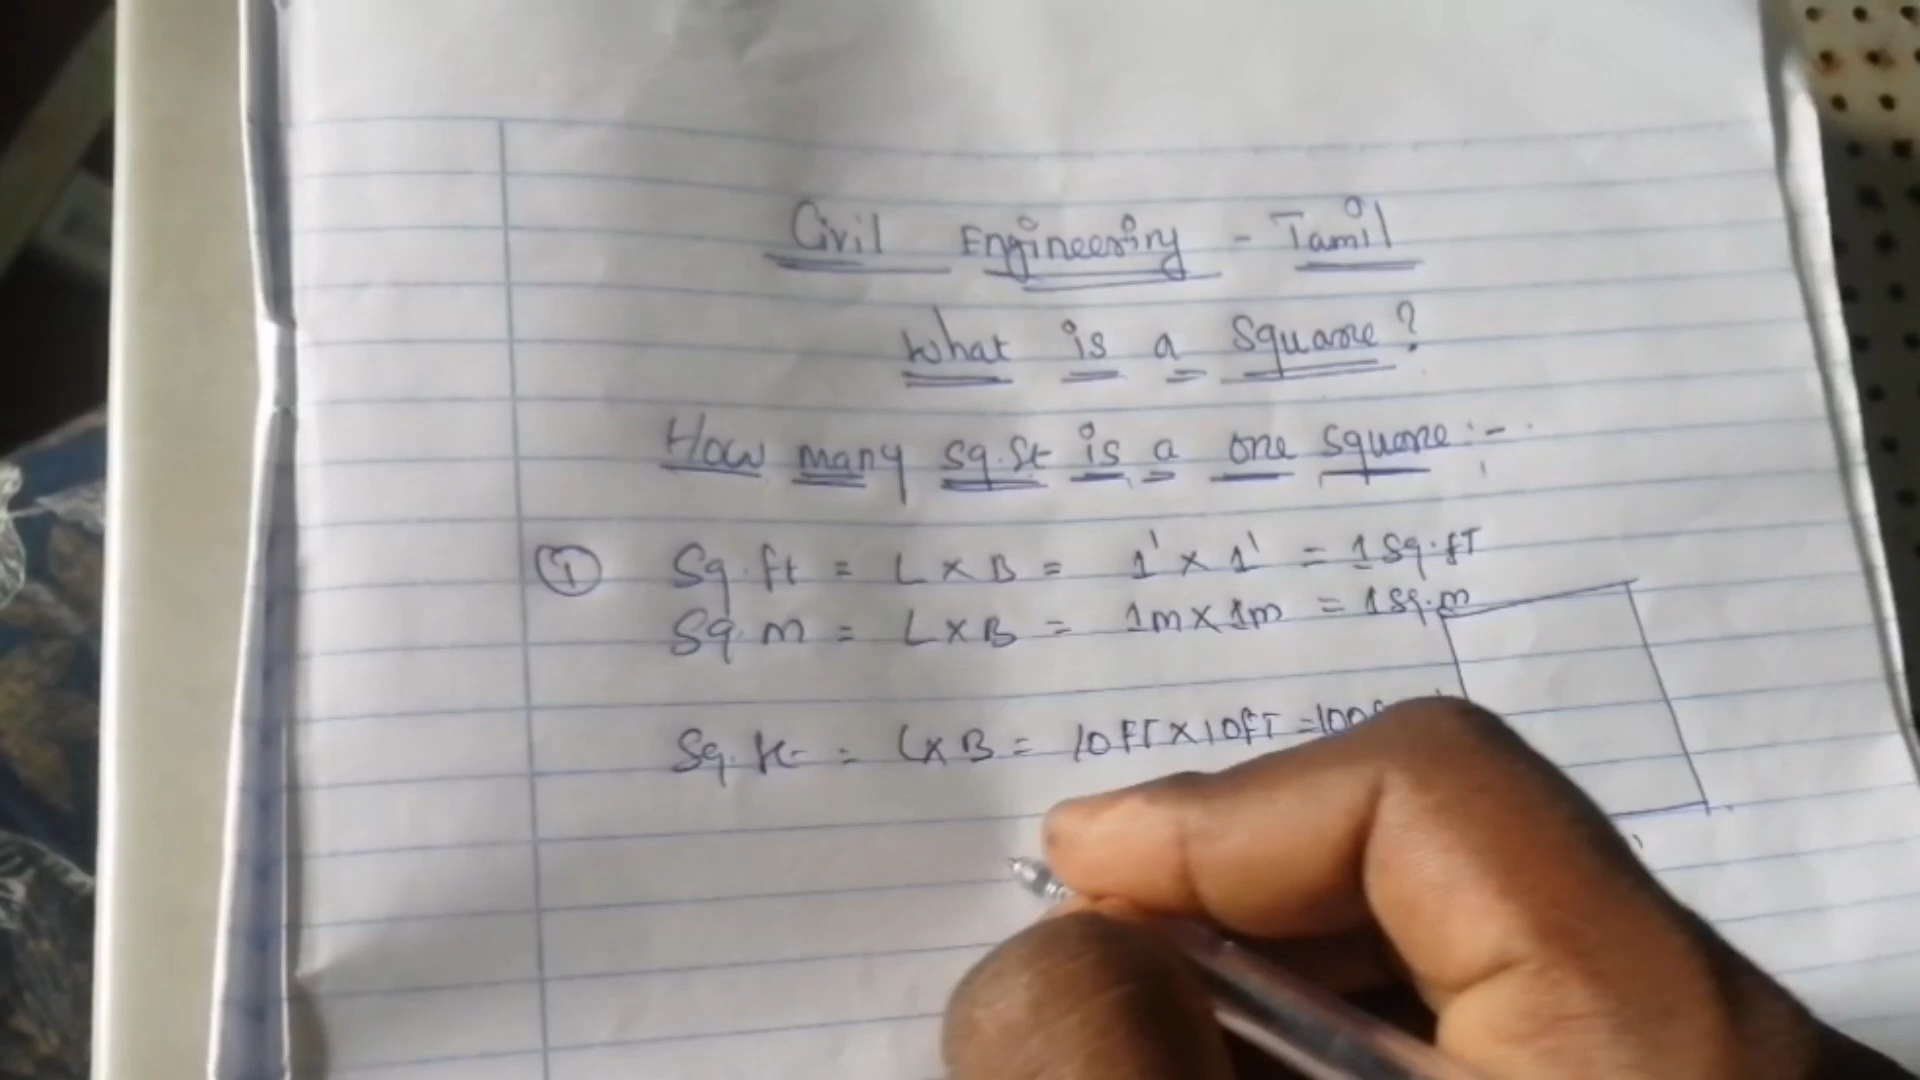 Civil Engineering - Tamil
What is a Square?
How many sq.ft is a one square :-
① Sq.ft = L X B = 1' X 1' = 1 Sq.fT
Sq.m = L X B = 1m X 1m = 1 Sq.m
Sq.ft = L X B = 10FT X 10FT = 100